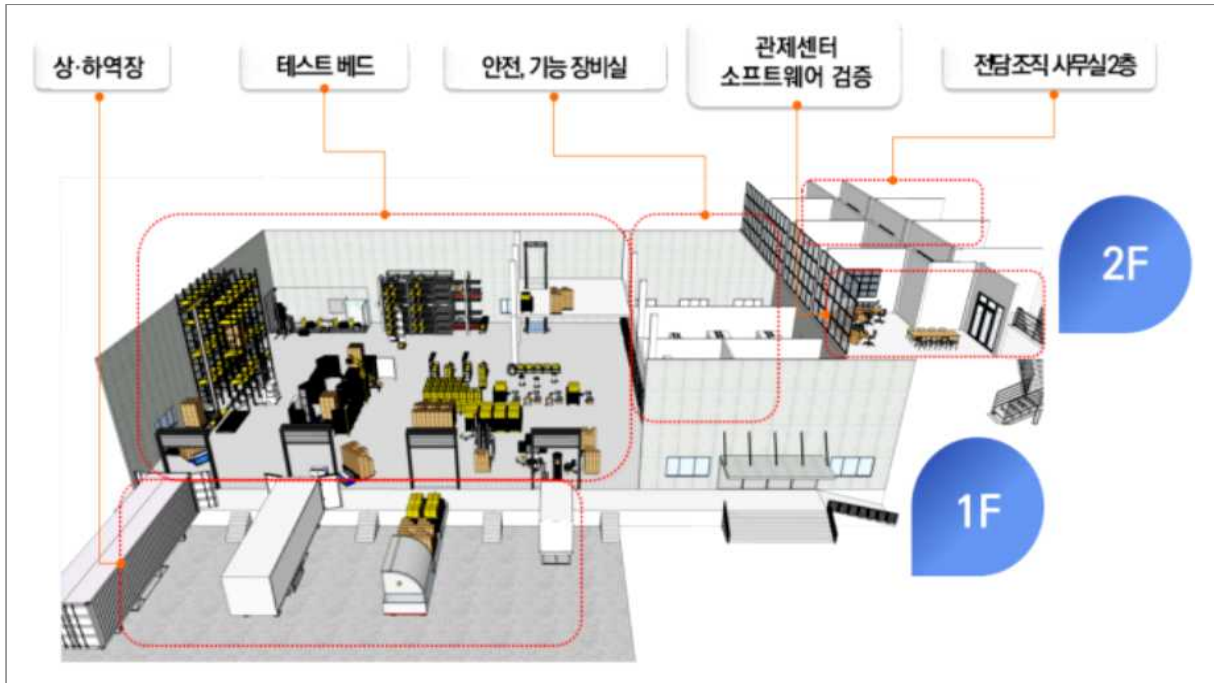 상·하역장
테스트 베드
안전, 기능 장비실
관제센터
소프트웨어 검증
전담 조직 사무실 2층
2F
1F